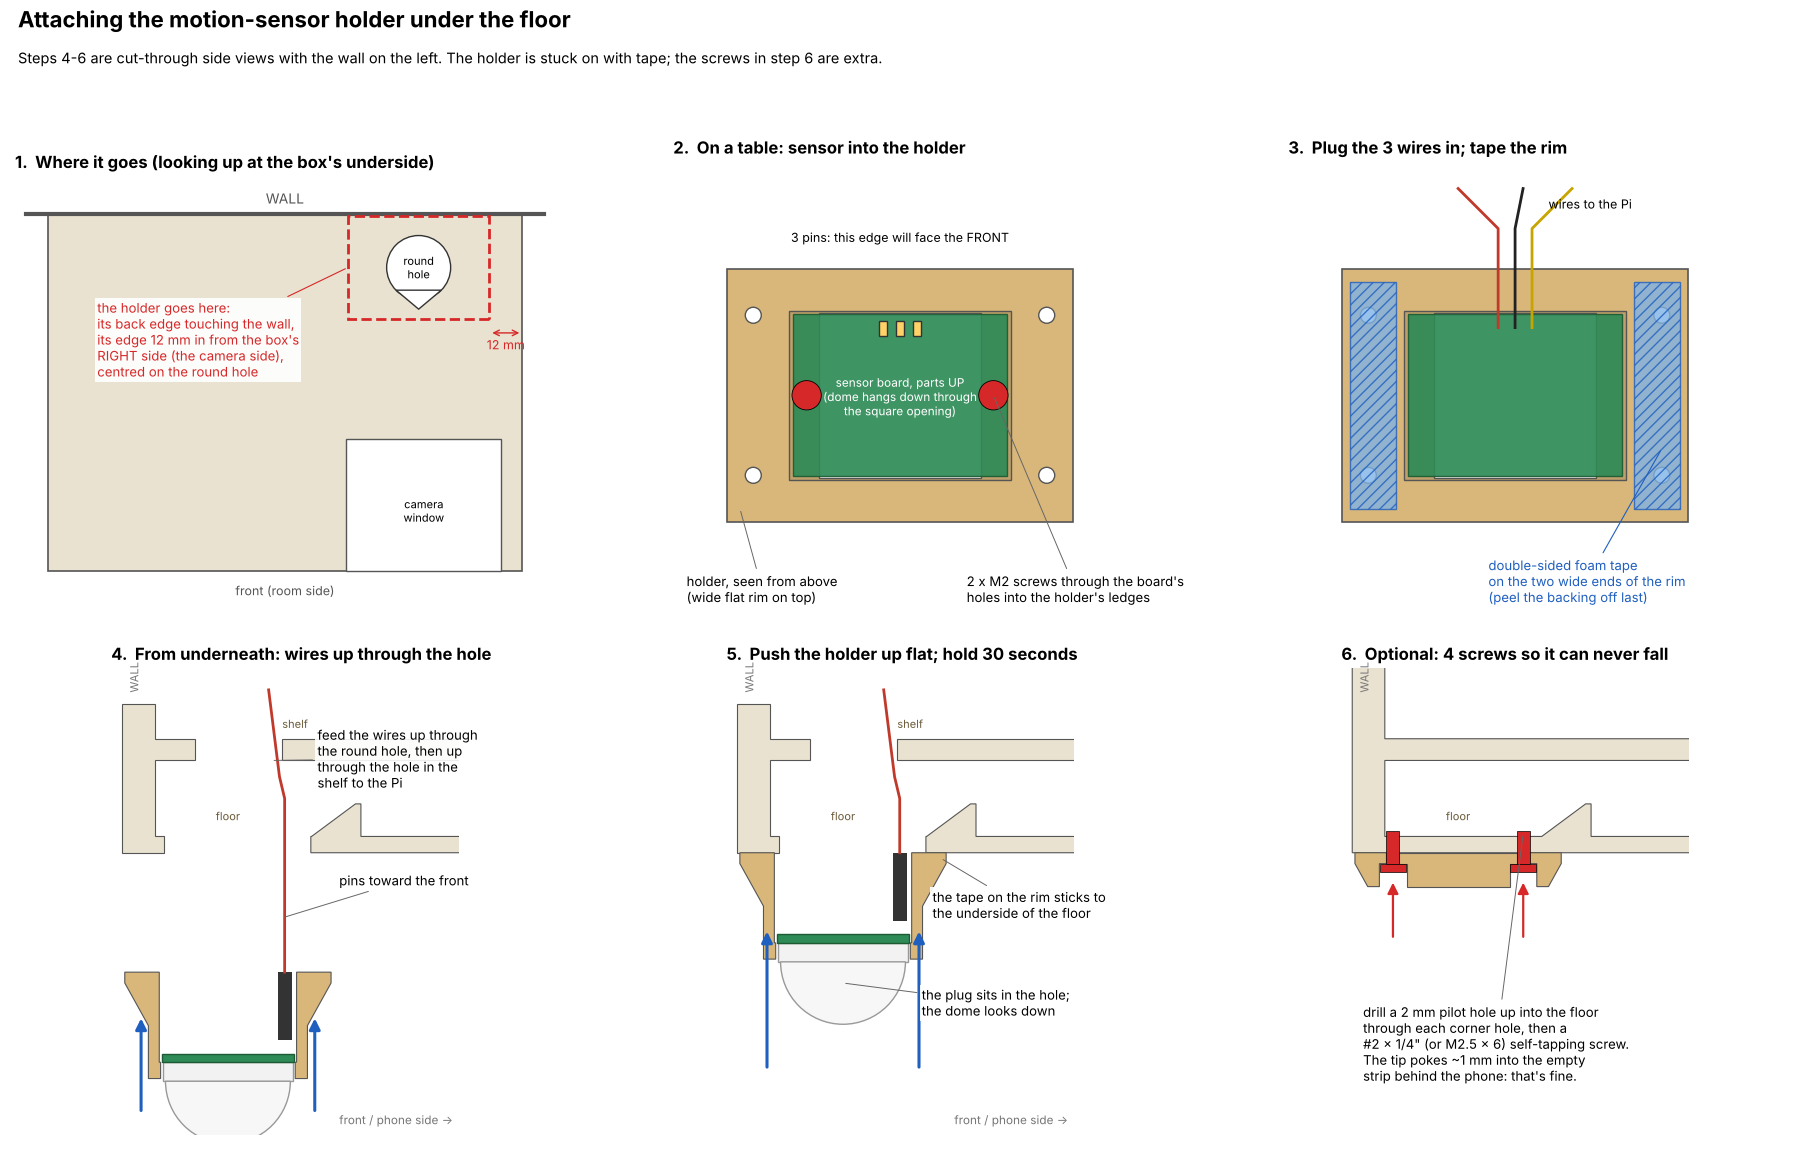 Attaching the motion-sensor holder under the floor
Steps 4-6 are cut-through side views with the wall on the left. The holder is stuck on with tape; the screws in step 6 are extra.
1. Where it goes (looking up at the box's underside)
WALL
round
hole
the holder goes here:
its back edge touching the wall,
its edge 12 mm in from the box's
RIGHT side (the camera side),
centred on the round hole
12 mm
camera
window
front (room side)
2. On a table: sensor into the holder
3 pins: this edge will face the FRONT
sensor board, parts UP
(dome hangs down through
the square opening)
holder, seen from above
(wide flat rim on top)
2 x M2 screws through the board's
holes into the holder's ledges
3. Plug the 3 wires in; tape the rim
wires to the Pi
double-sided foam tape
on the two wide ends of the rim
(peel the backing off last)
4. From underneath: wires up through the hole
WALL
shelf
feed the wires up through
the round hole, then up
through the hole in the
shelf to the Pi
floor
pins toward the front
front / phone side →
5. Push the holder up flat; hold 30 seconds
WALL
shelf
floor
the tape on the rim sticks to
the underside of the floor
the plug sits in the hole;
the dome looks down
front / phone side →
6. Optional: 4 screws so it can never fall
WALL
floor
drill a 2 mm pilot hole up into the floor
through each corner hole, then a
#2 × 1/4" (or M2.5 × 6) self-tapping screw.
The tip pokes ~1 mm into the empty
strip behind the phone: that's fine.